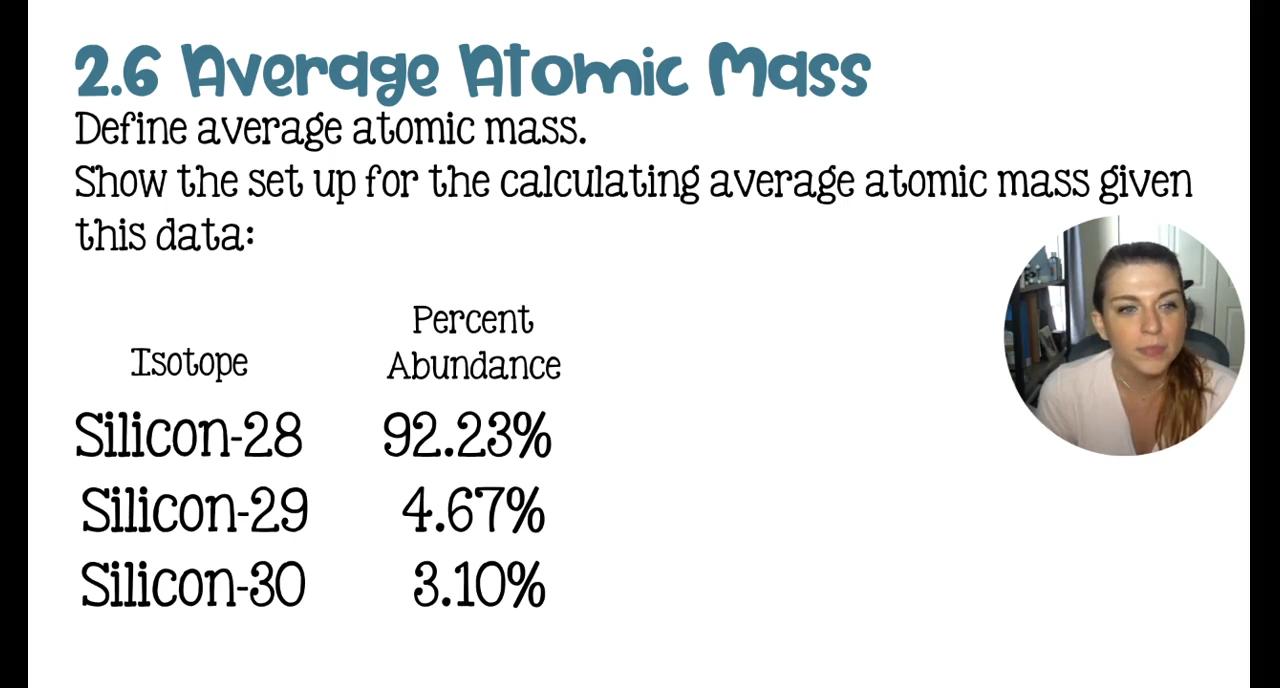 2.6 Average Atomic Mass
Define average atomic mass.
Show the set up for the calculating average atomic mass given
this data:
Percent
Isotope Abundance
Silicon-28 92.23%
Silicon-29 4.67%
Silicon-30 3.10%